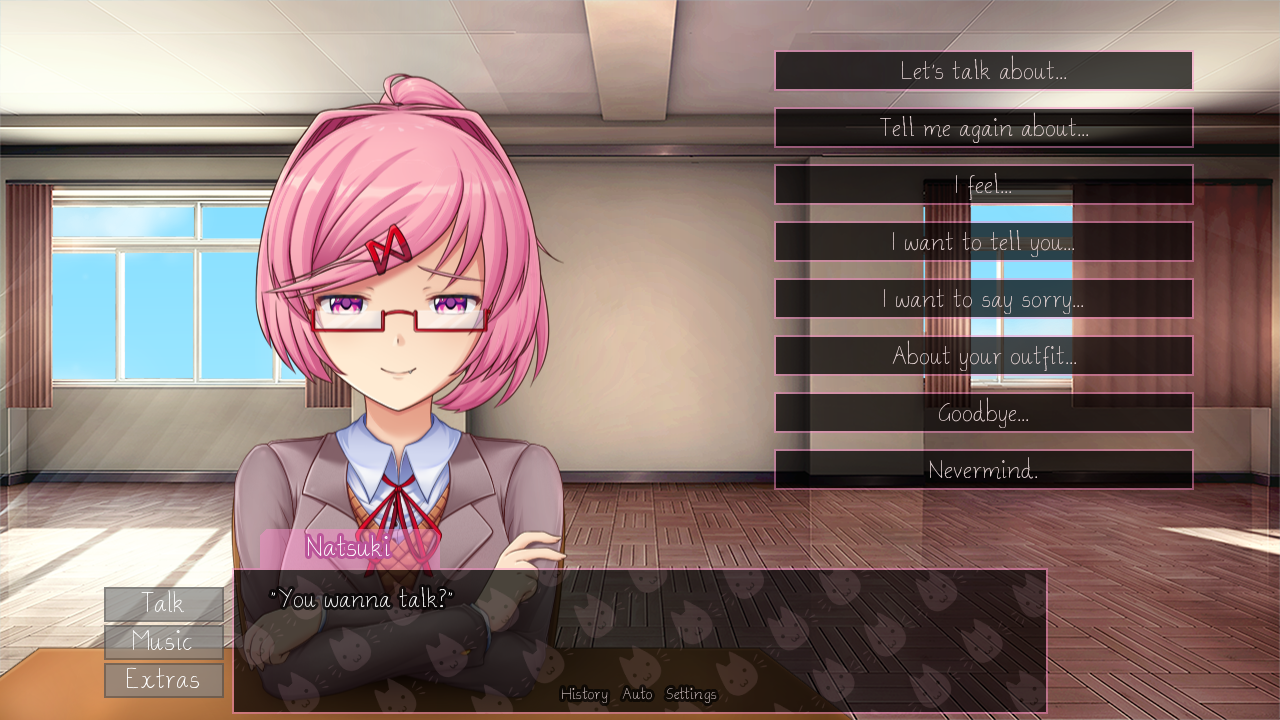 Let's talk about...
Tell me again about...
I feel...
I want to tell you...
I want to say sorry...
About your outfit...
Goodbye...
Nevermind.
Natsuki
"You wanna talk?"
Talk
Music
Extras
History Auto Settings